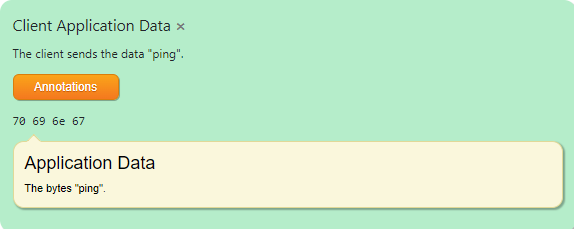 Client Application Data ×
The client sends the data "ping".
Annotations
70 69 6e 67
Application Data
The bytes "ping".